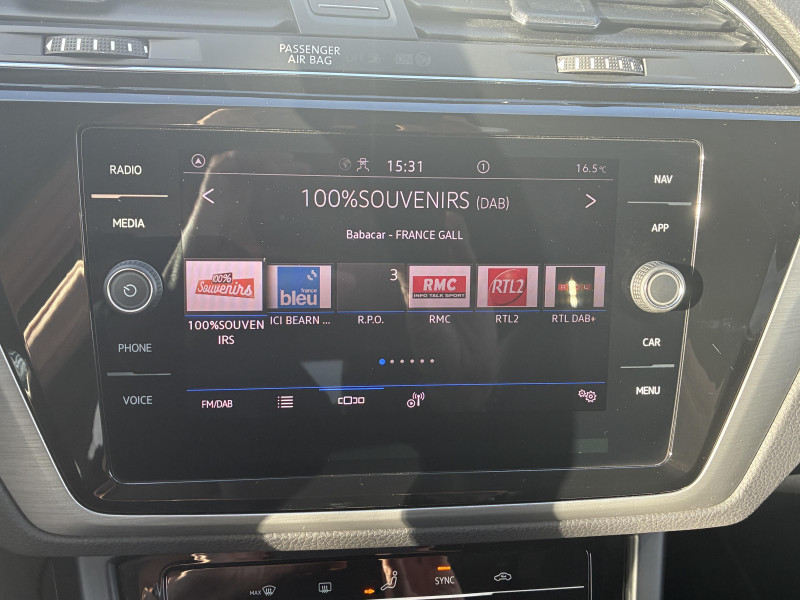 PASSENGER
AIR BAG
RADIO
MEDIA
PHONE
VOICE
15:31
1
16.5°C
< 100%SOUVENIRS (DAB) >
Babacar - FRANCE GALL
100%
Souvenirs
france
bleu
3
RMC
INFO TALK SPORT
RTL2
RTL
100%SOUVEN
IRS
ICI BEARN ...
R.P.O.
RMC
RTL2
RTL DAB+
FM/DAB
NAV
APP
CAR
MENU
MAX
SYNC